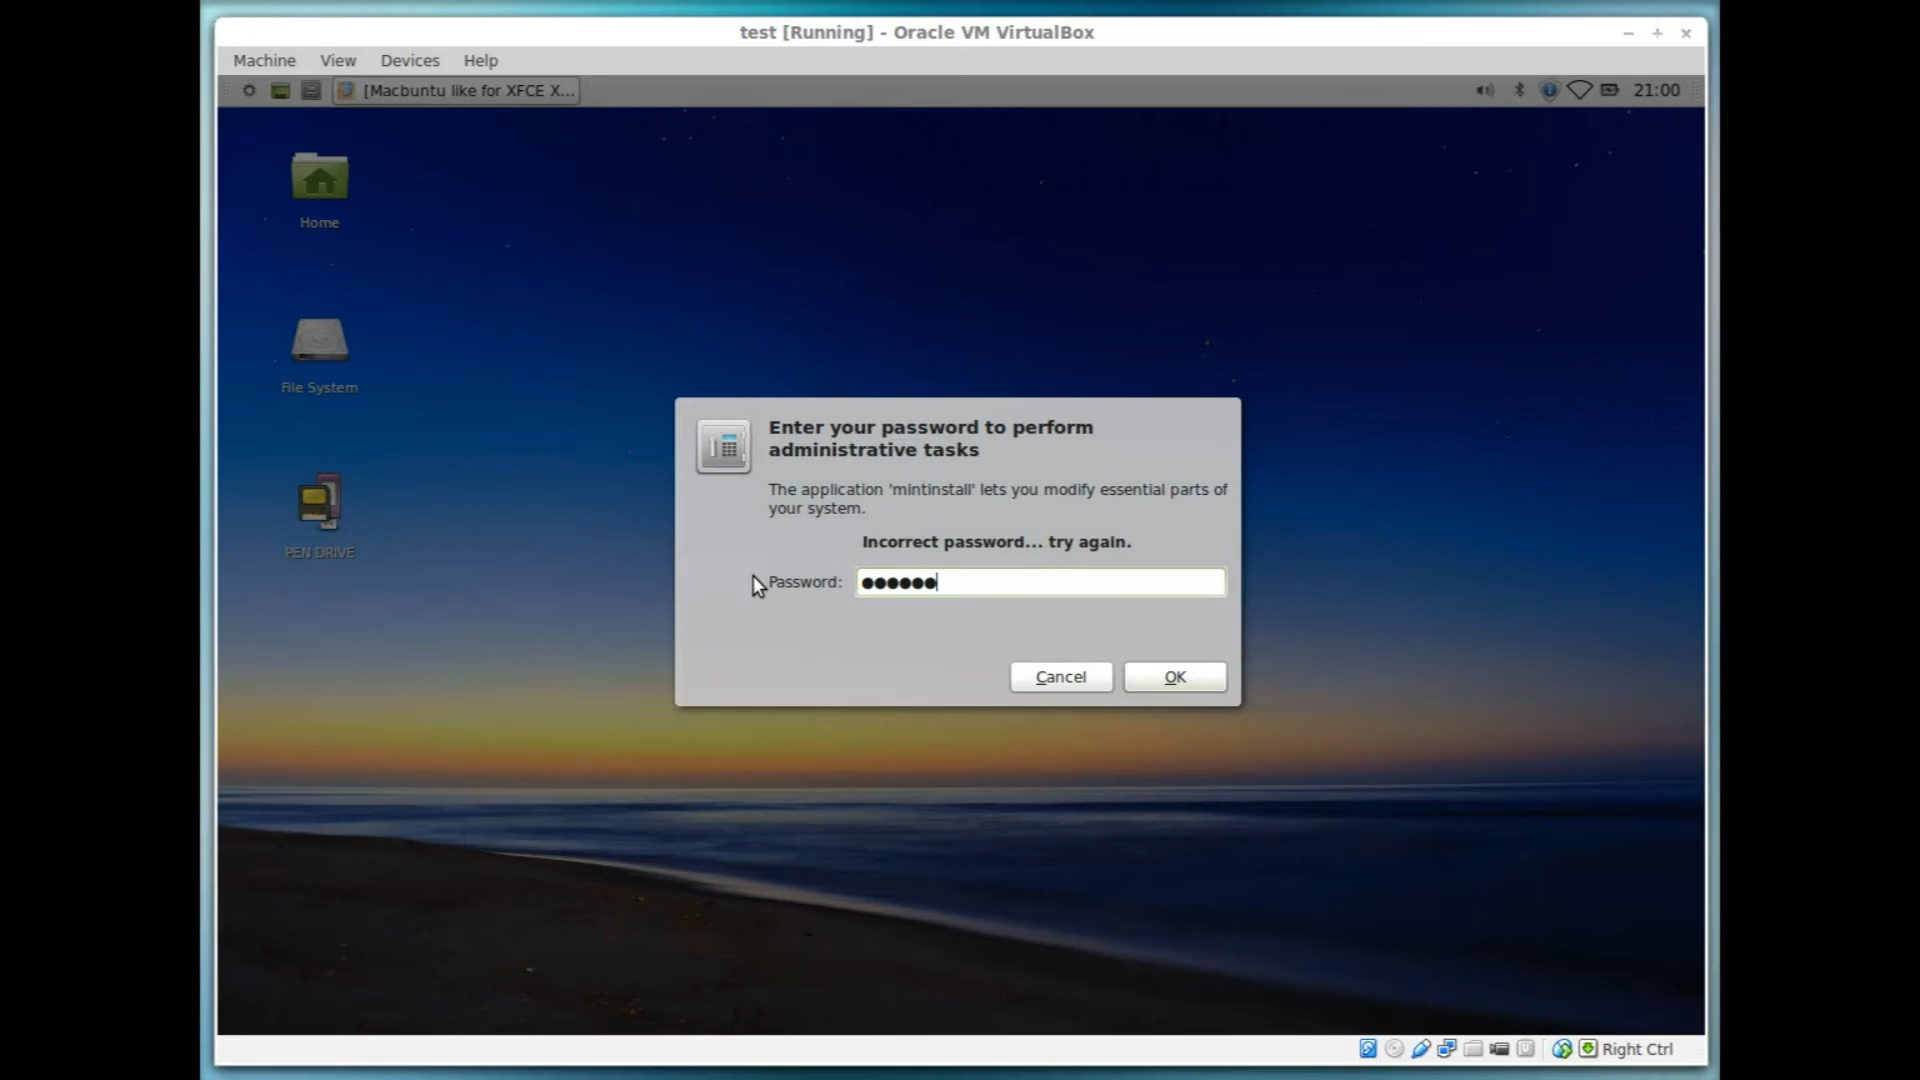 test [Running] - Oracle VM VirtualBox
Machine View Devices Help
[Macbuntu like for XFCE X... 21:00
Home
File System
PEN DRIVE
Enter your password to perform
administrative tasks
The application 'mintinstall' lets you modify essential parts of
your system.
Incorrect password... try again.
Password: ●●●●●●
Cancel OK
Right Ctrl